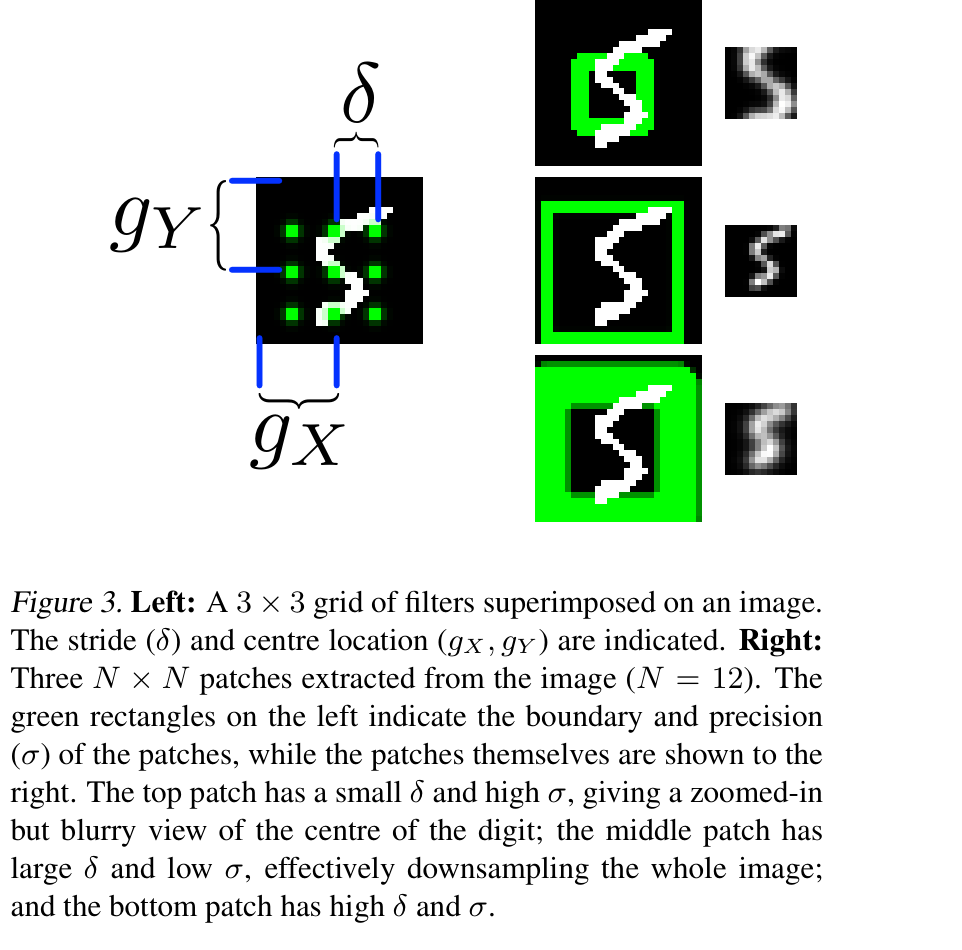 δ
gY
gX
Figure 3. Left: A 3 × 3 grid of filters superimposed on an image.
The stride (δ) and centre location (gX, gY) are indicated. Right:
Three N × N patches extracted from the image (N = 12). The
green rectangles on the left indicate the boundary and precision
(σ) of the patches, while the patches themselves are shown to the
right. The top patch has a small δ and high σ, giving a zoomed-in
but blurry view of the centre of the digit; the middle patch has
large δ and low σ, effectively downsampling the whole image;
and the bottom patch has high δ and σ.